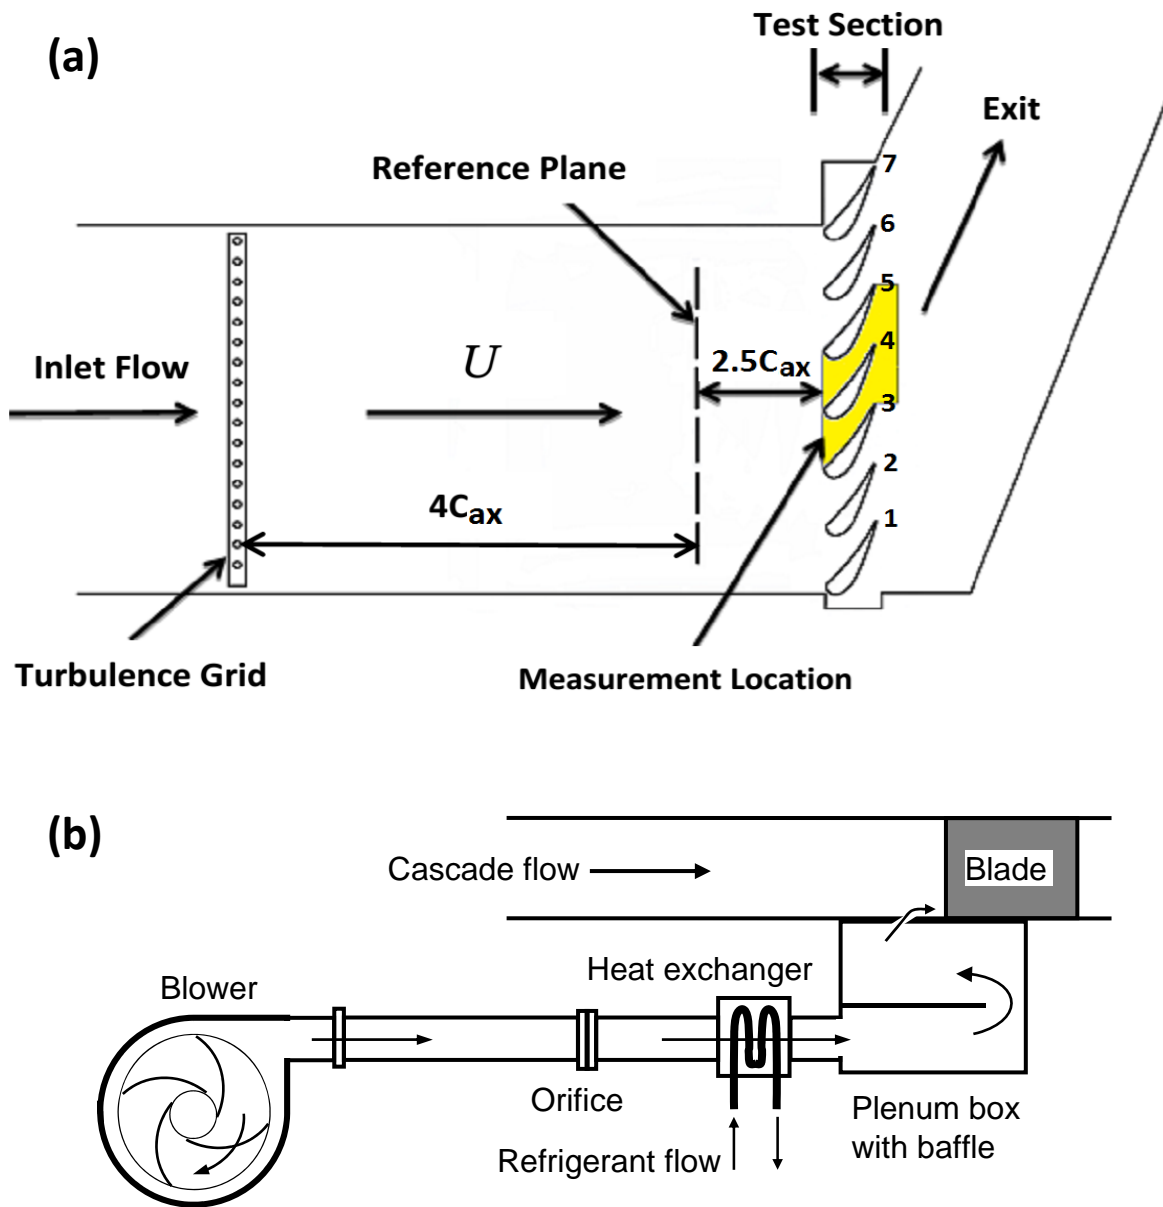 (a)
Test Section
Exit
Reference Plane
7
6
5
4
3
2
1
Inlet Flow
U
2.5Cax
4Cax
Turbulence Grid
Measurement Location
(b)
Cascade flow
Blade
Heat exchanger
Blower
Orifice
Refrigerant flow
Plenum box
with baffle